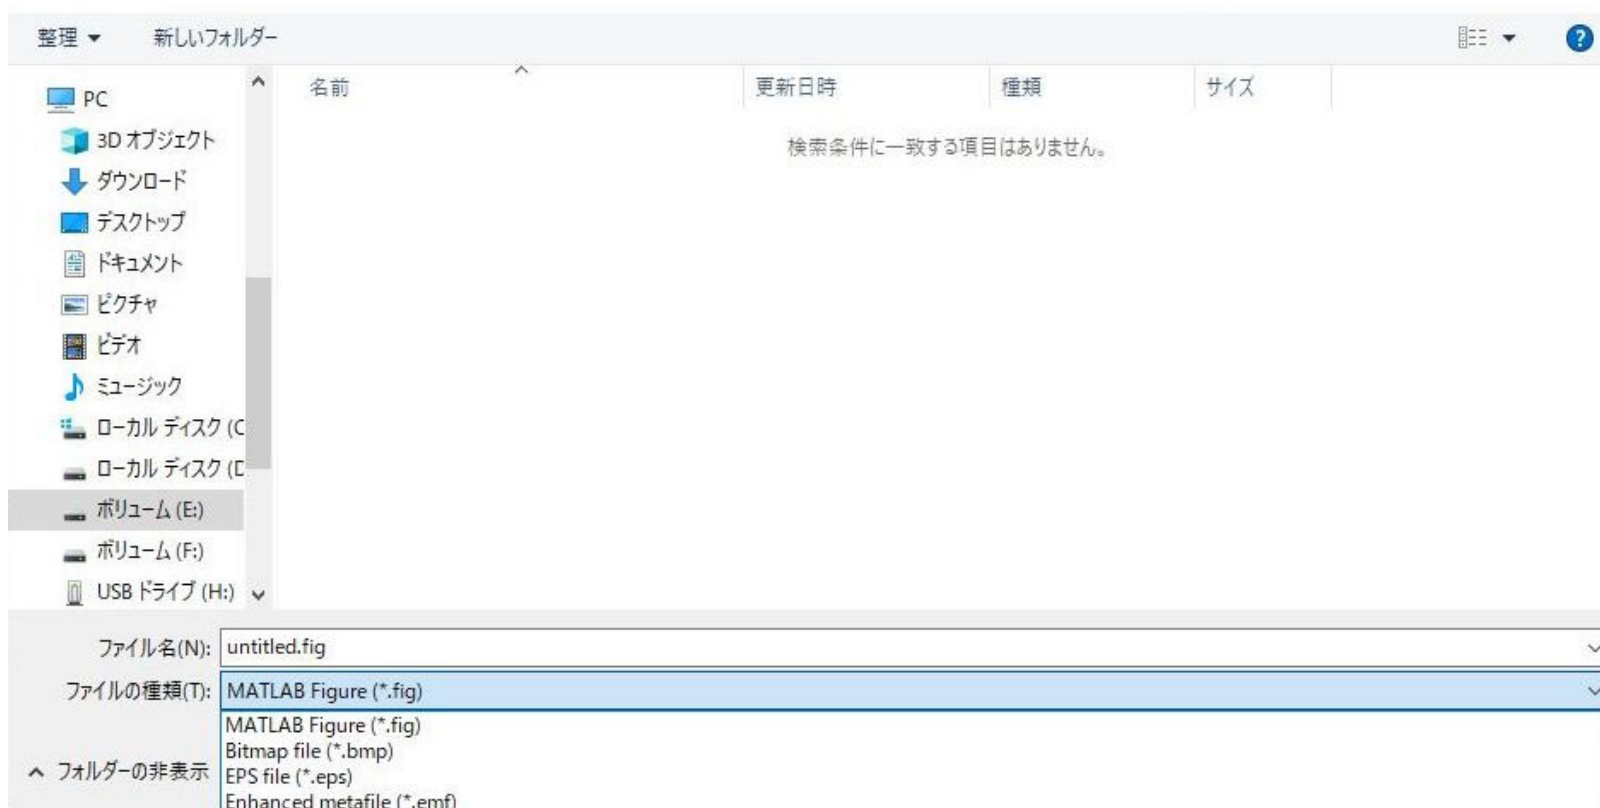 整理 新しいフォルダー
名前 更新日時 種類 サイズ
検索条件に一致する項目はありません。
PC
3D オブジェクト
ダウンロード
デスクトップ
ドキュメント
ピクチャ
ビデオ
ミュージック
ローカル ディスク (C
ローカル ディスク (D
ボリューム (E:)
ボリューム (F:)
USB ドライブ (H:)
ファイル名(N): untitled.fig
ファイルの種類(T): MATLAB Figure (*.fig)
MATLAB Figure (*.fig)
Bitmap file (*.bmp)
フォルダーの非表示
EPS file (*.eps)
Enhanced metafile (*.emf)